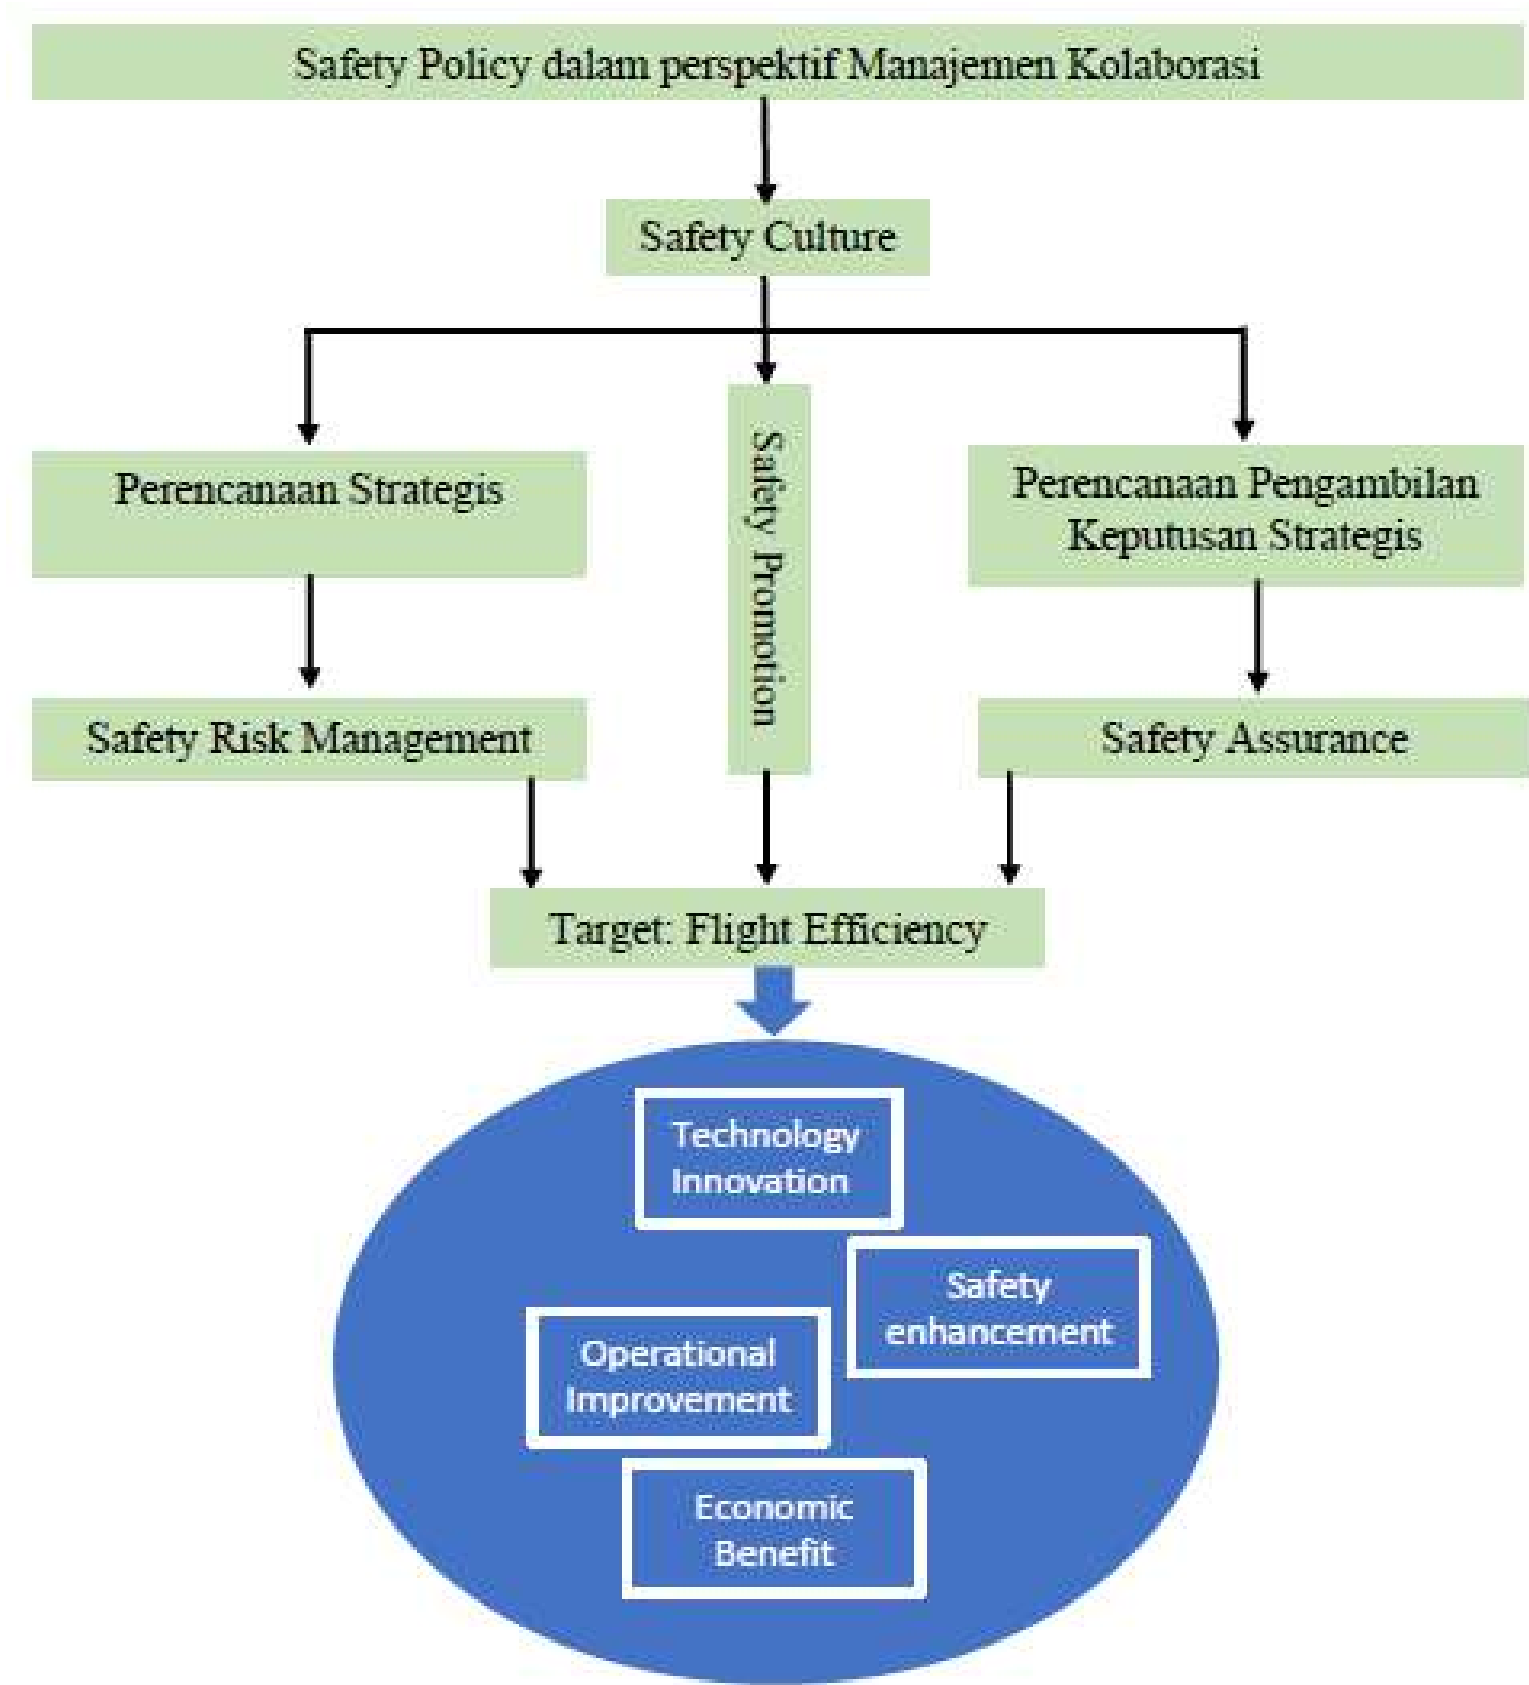 Safety Policy dalam perspektif Manajemen Kolaborasi
Safety Culture
Perencanaan Strategis
Safety Promotion
Perencanaan Pengambilan
Keputusan Strategis
Safety Risk Management
Safety Assurance
Target: Flight Efficiency
Technology
Innovation
Safety
enhancement
Operational
Improvement
Economic
Benefit